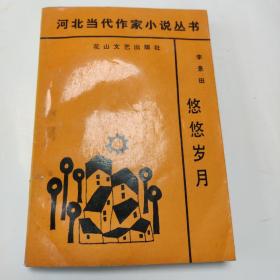 河北当代作家小说丛书
花山文艺出版社
李景田
悠悠岁月